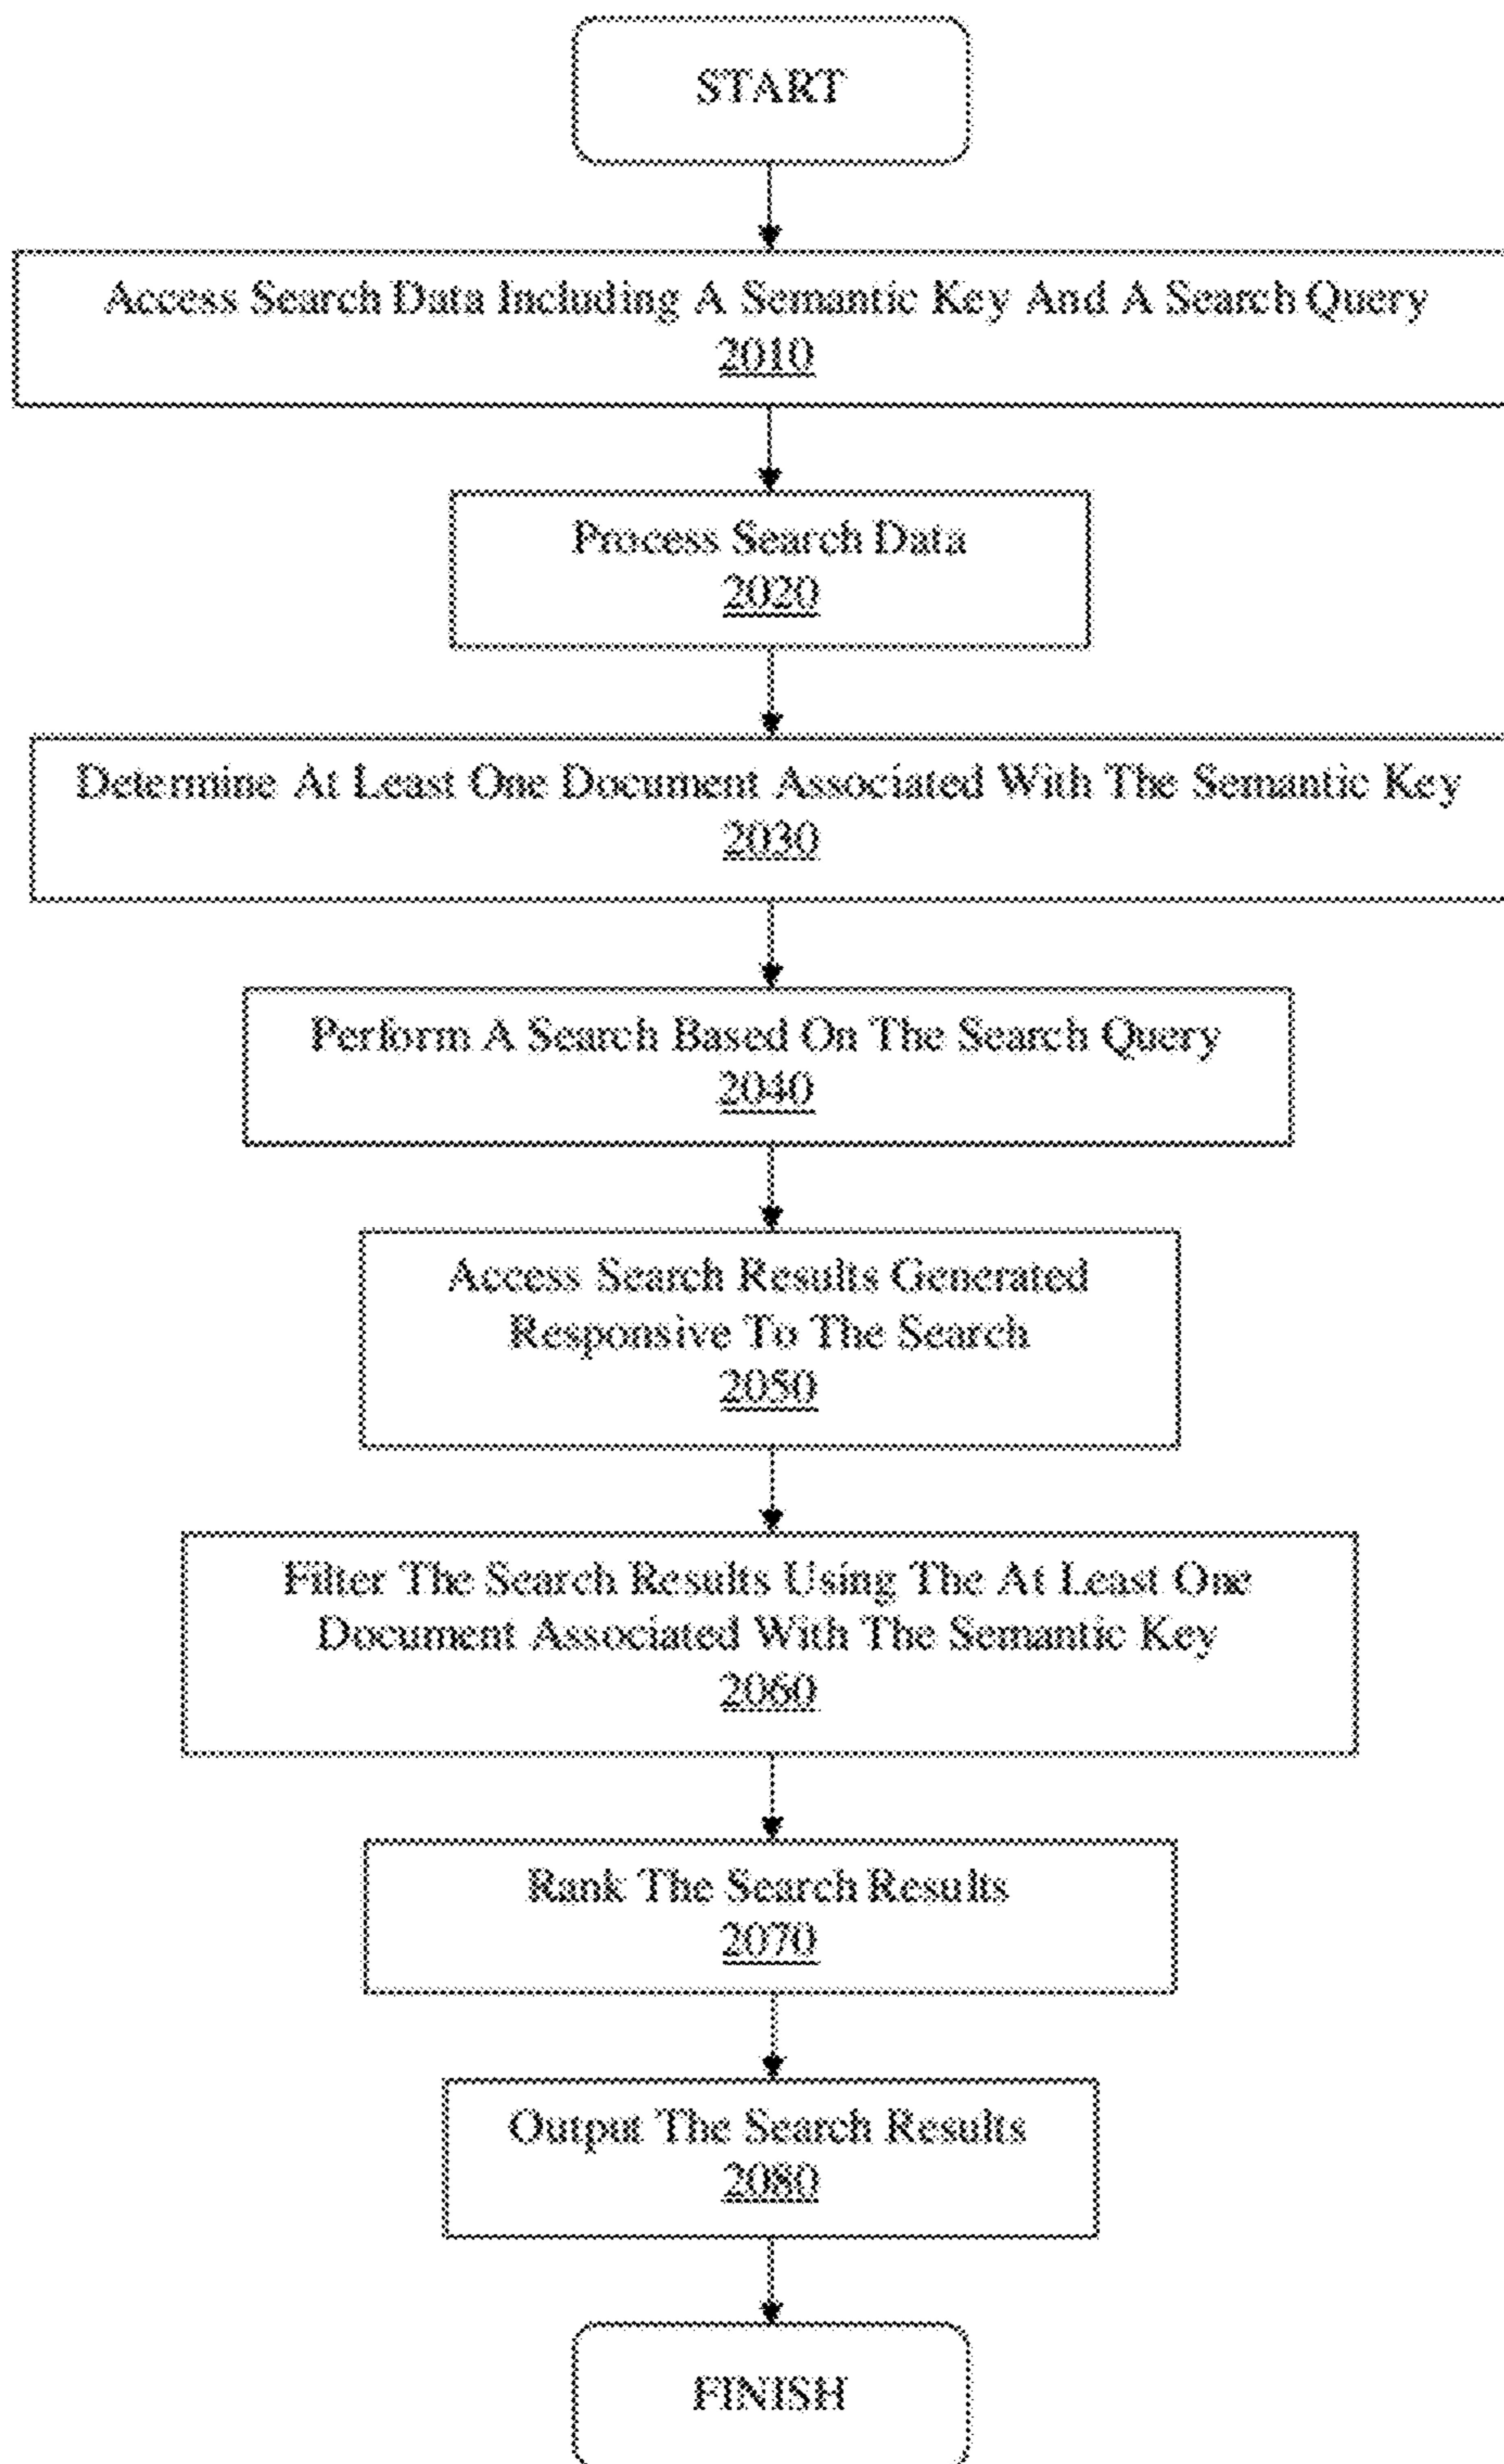 START
Access Search Data Including A Semantic Key And A Search Query
2010
Process Search Data
2020
Determine At Least One Document Associated With The Semantic Key
2030
Perform A Search Based On The Search Query
2040
Access Search Results Generated
Responsive To The Search
2050
Filter The Search Results Using The At Least One
Document Associated With The Semantic Key
2060
Rank The Search Results
2070
Output The Search Results
2080
FINISH